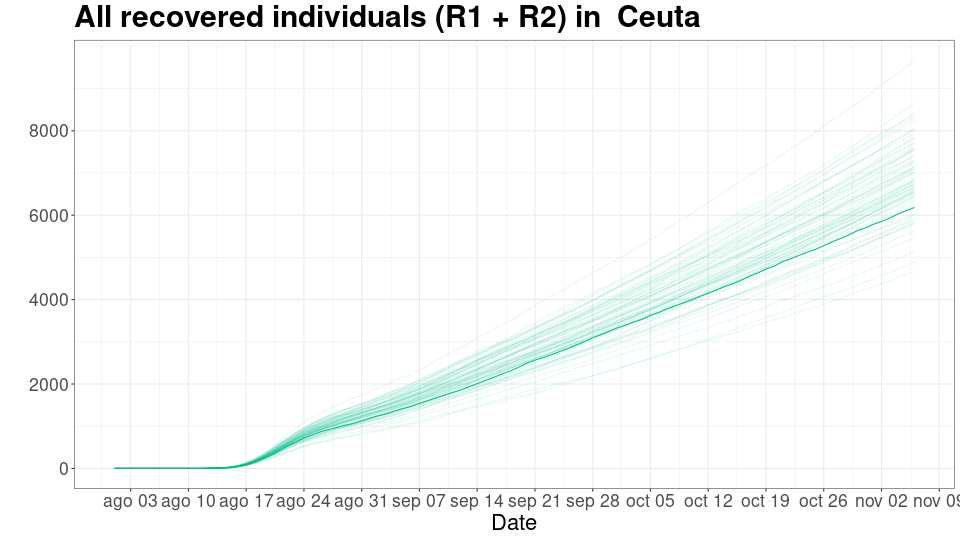 All recovered individuals (R1 + R2) in  Ceuta
8000
6000
4000
2000
0
ago 03 ago 10 ago 17 ago 24 ago 31 sep 07 sep 14 sep 21 sep 28 oct 05 oct 12 oct 19 oct 26 nov 02 nov 09
Date